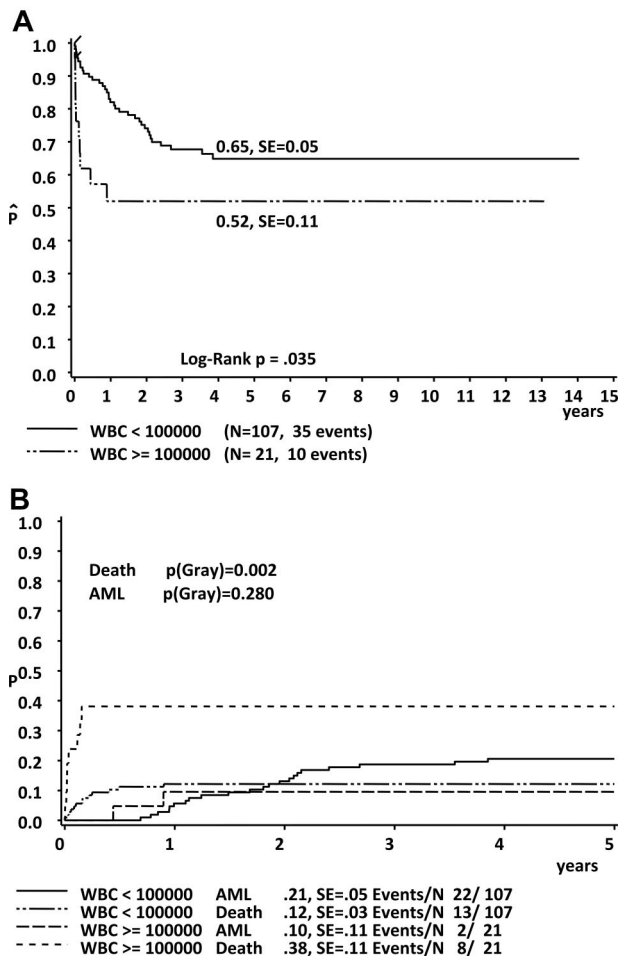 A
1.0
0.9
0.8
0.7
0.6
0.5
0.4
0.3
0.2
0.1
0.0
P̂
0.65, SE=0.05
0.52, SE=0.11
Log-Rank p = .035
0 1 2 3 4 5 6 7 8 9 10 11 12 13 14 15
years
WBC < 100000 (N=107, 35 events)
WBC >= 100000 (N= 21, 10 events)
B
1.0
0.9
0.8
0.7
0.6
0.5
0.4
0.3
0.2
0.1
0.0
P
Death p(Gray)=0.002
AML p(Gray)=0.280
0 1 2 3 4 5
years
WBC < 100000 AML .21, SE=.05 Events/N 22/ 107
WBC < 100000 Death .12, SE=.03 Events/N 13/ 107
WBC >= 100000 AML .10, SE=.11 Events/N 2/ 21
WBC >= 100000 Death .38, SE=.11 Events/N 8/ 21